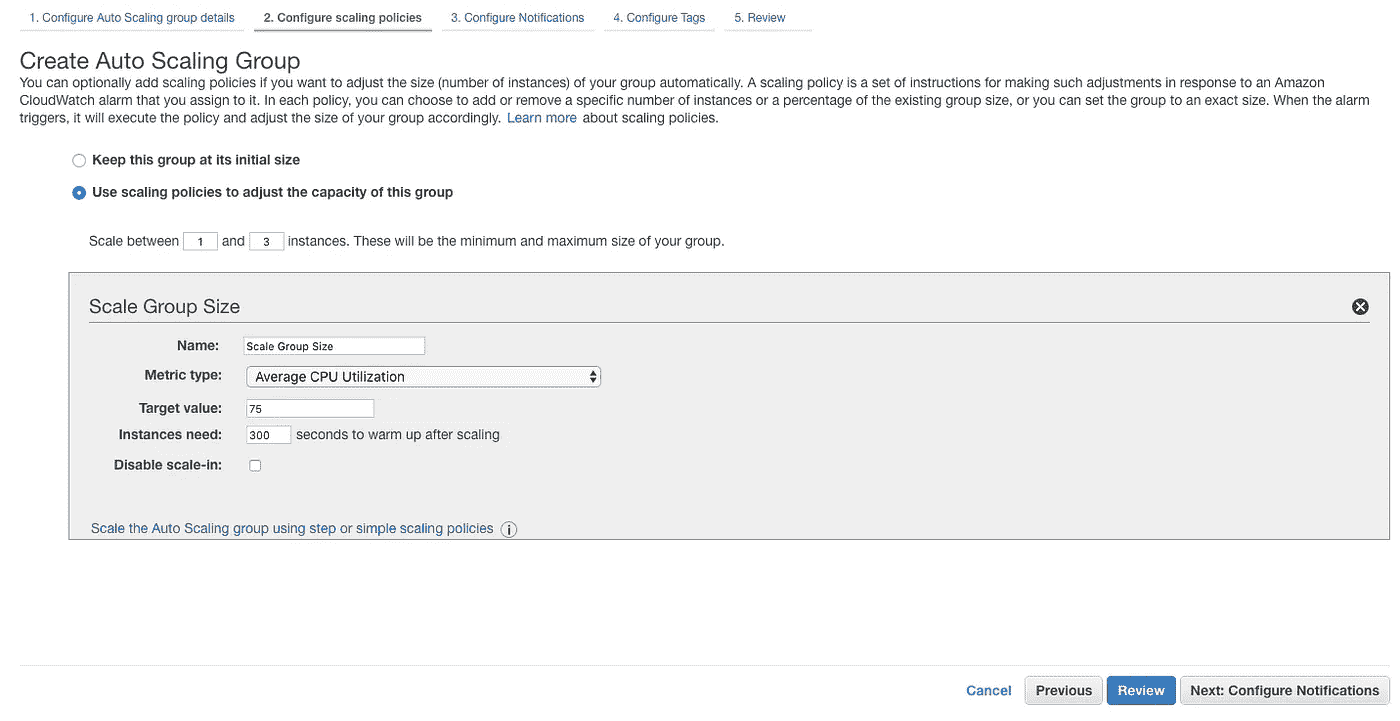 1. Configure Auto Scaling group details 2. Configure scaling policies 3. Configure Notifications 4. Configure Tags 5. Review
Create Auto Scaling Group
You can optionally add scaling policies if you want to adjust the size (number of instances) of your group automatically. A scaling policy is a set of instructions for making such adjustments in response to an Amazon
CloudWatch alarm that you assign to it. In each policy, you can choose to add or remove a specific number of instances or a percentage of the existing group size, or you can set the group to an exact size. When the alarm
triggers, it will execute the policy and adjust the size of your group accordingly. Learn more about scaling policies.
Keep this group at its initial size
Use scaling policies to adjust the capacity of this group
Scale between 1 and 3 instances. These will be the minimum and maximum size of your group.
Scale Group Size
Name: Scale Group Size
Metric type: Average CPU Utilization
Target value: 75
Instances need: 300 seconds to warm up after scaling
Disable scale-in:
Scale the Auto Scaling group using step or simple scaling policies i
Cancel Previous Review Next: Configure Notifications